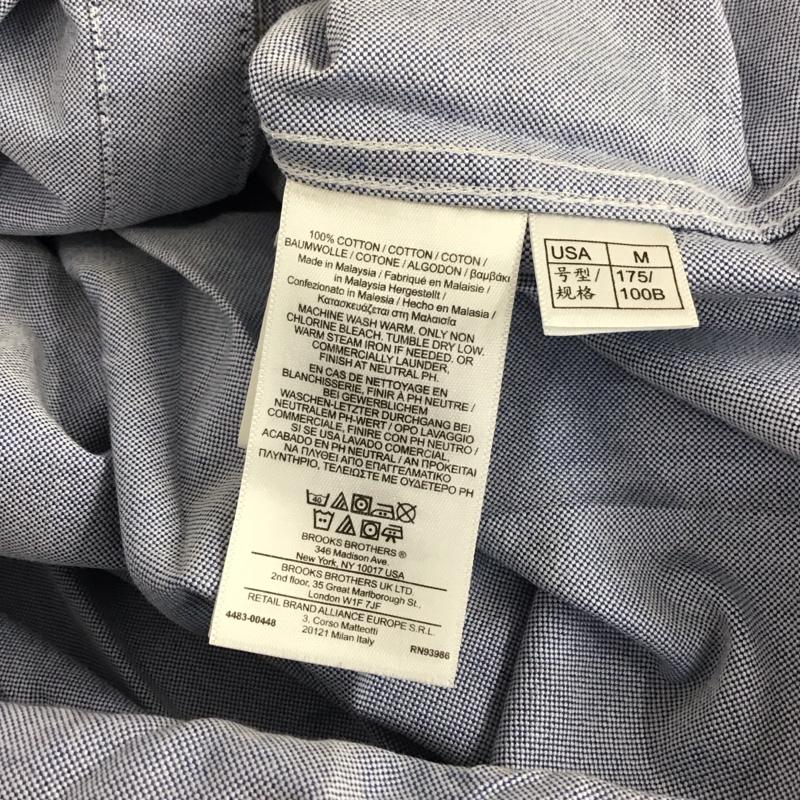 100% COTTON / COTTON / COTON /
BAUMWOLLE / COTONE / ALGODON / βαμβάκι
Made in Malaysia / Fabriqué en Malaisie /
in Malaysia Hergestellt /
Confezionato in Malesia / Hecho en Malasia /
Κατασκευάζεται στη Μαλαισία
MACHINE WASH WARM. ONLY NON
CHLORINE BLEACH. TUMBLE DRY LOW.
WARM STEAM IRON IF NEEDED. OR
COMMERCIALLY LAUNDER,
FINISH AT NEUTRAL PH.
EN CAS DE NETTOYAGE EN
BLANCHISSERIE, FINIR À PH NEUTRE /
BEI GEWERBLICHEM
WASCHEN-LETZTER DURCHGANG BEI
NEUTRALEM PH-WERT / OPO LAVAGGIO
COMMERCIALE, FINIRE CON PH NEUTRO /
SI SE USA LAVADO COMERCIAL,
ACABADO EN PH NEUTRAL / ΑΝ ΠΡΟΚΕΙΤΑΙ
ΝΑ ΠΛΥΘΕΙ ΑΠΟ ΕΠΑΓΓΕΛΜΑΤΙΚΟ
ΠΛΥΝΤΗΡΙΟ, ΤΕΛΕΙΩΣΤΕ ΜΕ ΟΥΔΕΤΕΡΟ PH
40
BROOKS BROTHERS ®
346 Madison Ave.
New York, NY 10017 USA
BROOKS BROTHERS UK LTD.
2nd floor, 35 Great Marlborough St.,
London W1F 7JF
RETAIL BRAND ALLIANCE EUROPE S.R.L.
3. Corso Matteotti
20121 Milan Italy
4483-00448
RN93986
USA M
号型/ 175/
规格 100B